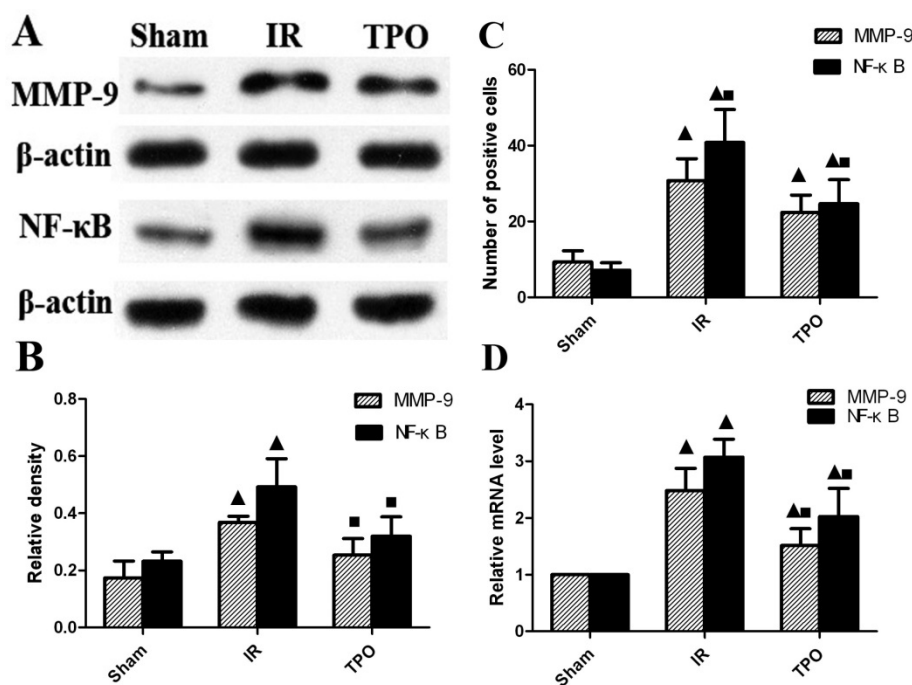 A
Sham IR TPO
MMP-9
β-actin
NF-κB
β-actin
B
MMP-9
NF-κ B
Relative density
0.8
0.6
0.4
0.2
0.0
▲
▲
■
■
Sham IR TPO
C
MMP-9
NF-κ B
Number of positive cells
60
40
20
0
▲
▲■
▲
▲■
Sham IR TPO
D
MMP-9
NF-κ B
Relative mRNA level
4
3
2
1
0
▲
▲
▲■
▲■
Sham IR TPO